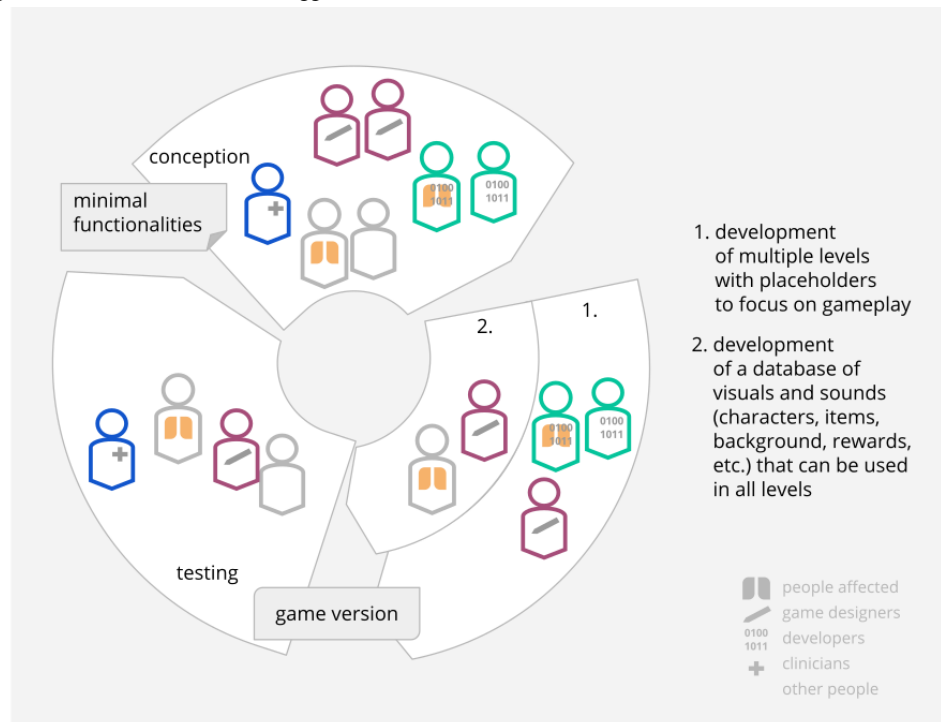 conception
minimal
functionalities
0100
1011
0100
1011
1. development
of multiple levels
with placeholders
to focus on gameplay
2. development
of a database of
visuals and sounds
(characters, items,
background, rewards,
etc.) that can be used
in all levels
1.
2.
0100
1011
0100
1011
testing
game version
people affected
game designers
0100
1011
developers
clinicians
other people